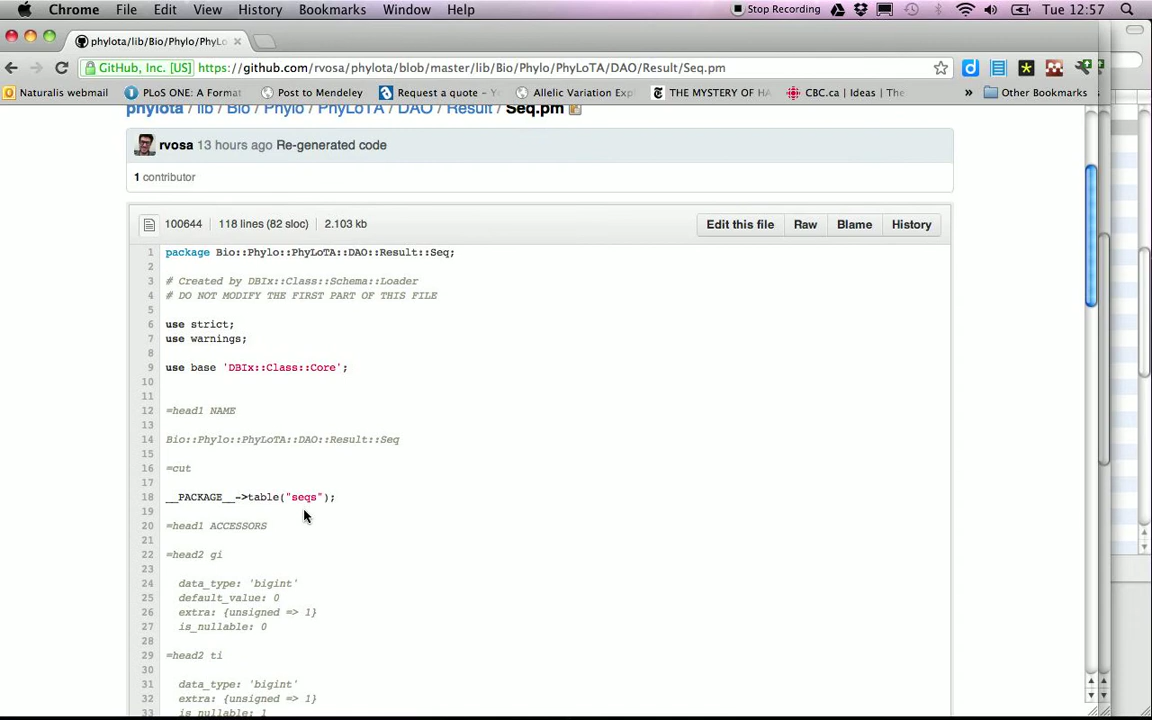 Chrome File Edit View History Bookmarks Window Help Stop Recording Tue 12:57
phylota/lib/Bio/Phylo/PhyLo
GitHub, Inc. [US] https://github.com/rvosa/phylota/blob/master/lib/Bio/Phylo/PhyLoTA/DAO/Result/Seq.pm
Naturalis webmail PLoS ONE: A Format Post to Mendeley Request a quote - Yo Allelic Variation Exp THE MYSTERY OF HA CBC.ca | Ideas | The » Other Bookmarks
phylota / lib / Bio / Phylo / PhyLoTA / DAO / Result / Seq.pm
rvosa 13 hours ago Re-generated code
1 contributor
100644 118 lines (82 sloc) 2.103 kb Edit this file Raw Blame History
1 package Bio::Phylo::PhyLoTA::DAO::Result::Seq;
2
3 # Created by DBIx::Class::Schema::Loader
4 # DO NOT MODIFY THE FIRST PART OF THIS FILE
5
6 use strict;
7 use warnings;
8
9 use base 'DBIx::Class::Core';
10
11
12 =head1 NAME
13
14 Bio::Phylo::PhyLoTA::DAO::Result::Seq
15
16 =cut
17
18 __PACKAGE__->table("seqs");
19
20 =head1 ACCESSORS
21
22 =head2 gi
23
24 data_type: 'bigint'
25 default_value: 0
26 extra: {unsigned => 1}
27 is_nullable: 0
28
29 =head2 ti
30
31 data_type: 'bigint'
32 extra: {unsigned => 1}
33 is_nullable: 1